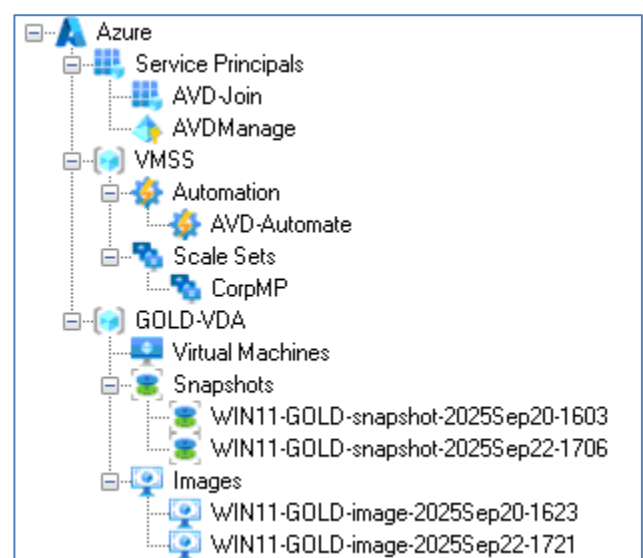 Azure
Service Principals
AVD-Join
AVDManage
VMSS
Automation
AVD-Automate
Scale Sets
CorpMP
GOLD-VDA
Virtual Machines
Snapshots
WIN11-GOLD-snapshot-2025Sep20-1603
WIN11-GOLD-snapshot-2025Sep22-1706
Images
WIN11-GOLD-image-2025Sep20-1623
WIN11-GOLD-image-2025Sep22-1721